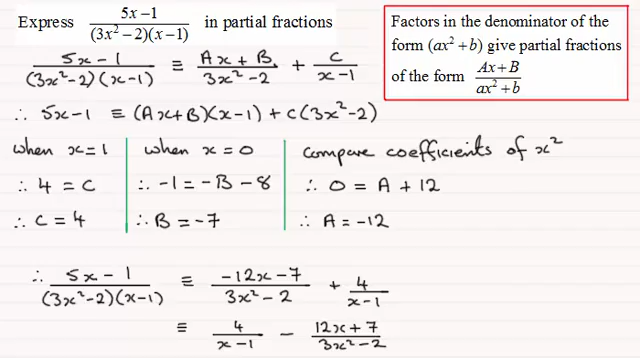 Express (5x−1)/((3x²−2)(x−1)) in partial fractions
Factors in the denominator of the
form (ax²+b) give partial fractions
of the form (Ax+B)/(ax²+b)
(5x−1)/((3x²−2)(x−1)) ≡ (Ax+B)/(3x²−2) + C/(x−1)
∴ 5x−1 ≡ (Ax+B)(x−1) + C(3x²−2)
when x=1
∴ 4 = C
∴ C = 4
when x=0
∴ −1 = −B − 8
∴ B = −7
Compare coefficients of x²
∴ 0 = A + 12
∴ A = −12
∴ (5x−1)/((3x²−2)(x−1)) ≡ (−12x−7)/(3x²−2) + 4/(x−1)
≡ 4/(x−1) − (12x+7)/(3x²−2)